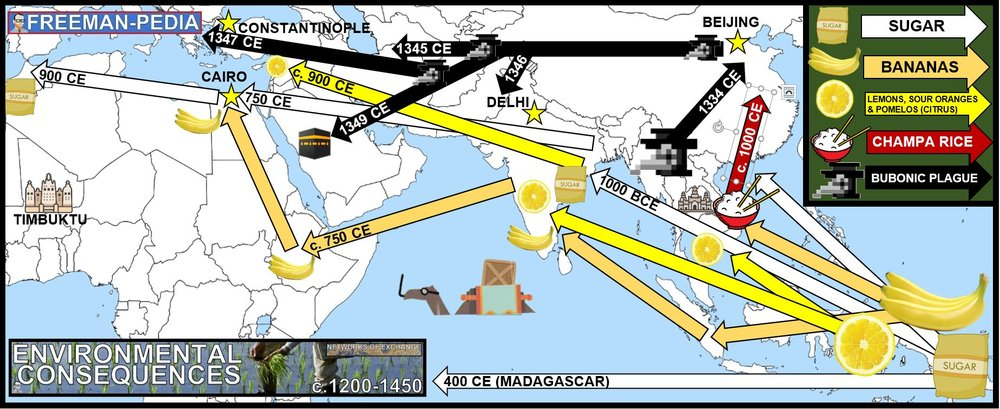 FREEMAN-PEDIA
CONSTANTINOPLE
BEIJING
1347 CE
1345 CE
1346
1334 CE
900 CE
CAIRO
c. 900 CE
750 CE
DELHI
1349 CE
c. 1000 CE
SUGAR
SUGAR
1000 BCE
TIMBUKTU
c. 750 CE
SUGAR
BANANAS
LEMONS, SOUR ORANGES
& POMELOS (CITRUS)
CHAMPA RICE
BUBONIC PLAGUE
ENVIRONMENTAL
CONSEQUENCES
NETWORKS OF EXCHANGE
c.1200-1450
400 CE (MADAGASCAR)
SUGAR
SUGAR